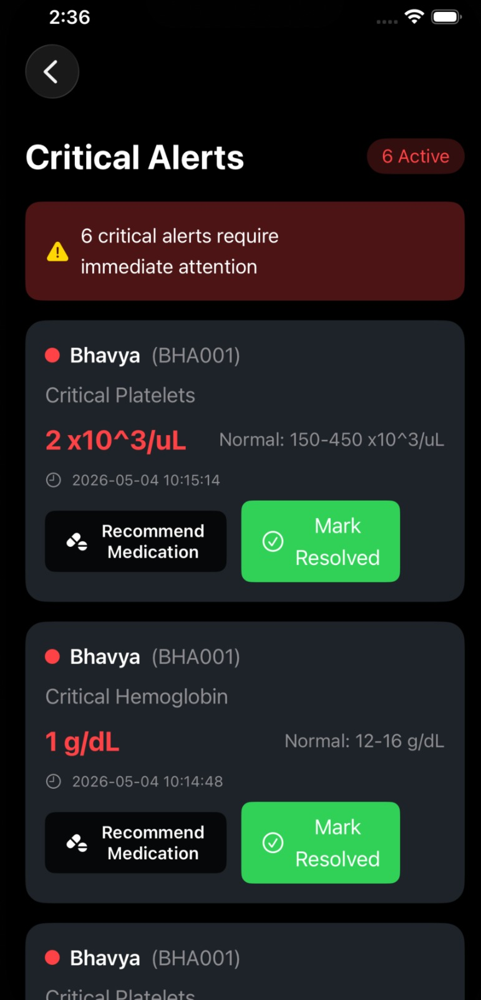 2:36
Critical Alerts
6 Active
6 critical alerts require
immediate attention
Bhavya (BHA001)
Critical Platelets
2 x10^3/uL Normal: 150-450 x10^3/uL
2026-05-04 10:15:14
Recommend
Medication
Mark
Resolved
Bhavya (BHA001)
Critical Hemoglobin
1 g/dL Normal: 12-16 g/dL
2026-05-04 10:14:48
Recommend
Medication
Mark
Resolved
Bhavya (BHA001)
Critical Platelets